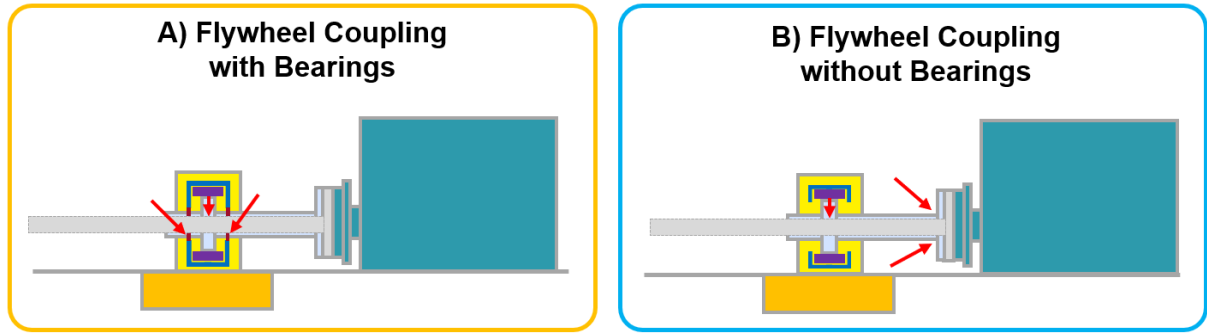 A) Flywheel Coupling
with Bearings
B) Flywheel Coupling
without Bearings